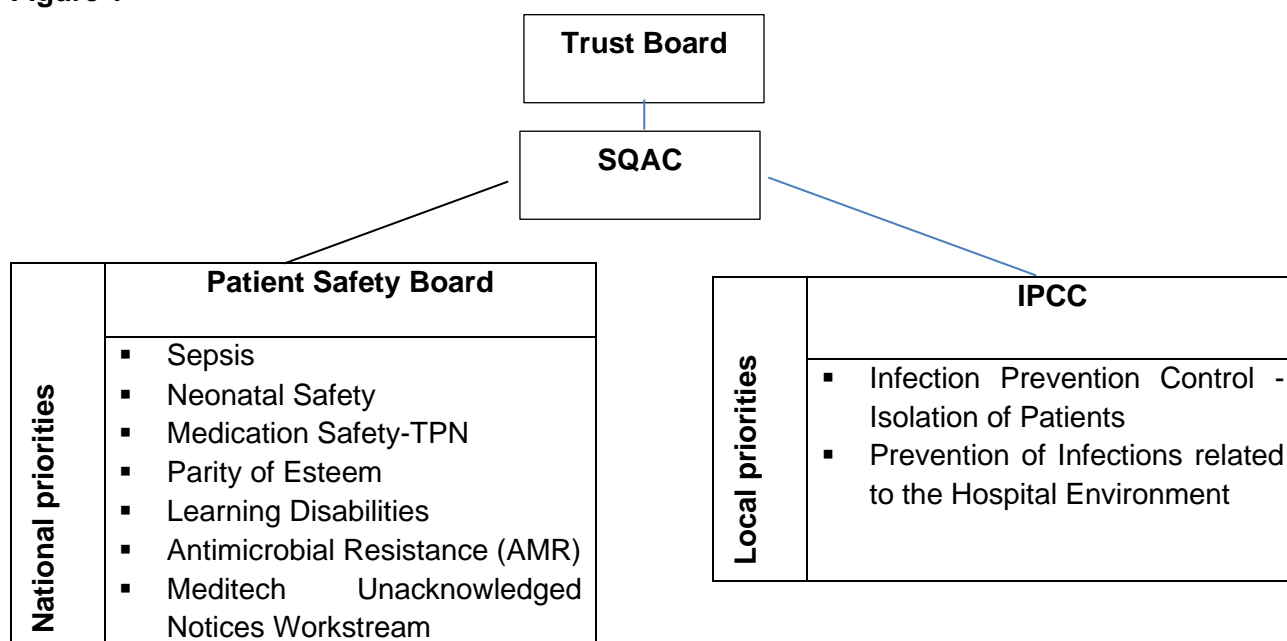 Trust Board
SQAC
National priorities
Patient Safety Board
▪ Sepsis
▪ Neonatal Safety
▪ Medication Safety-TPN
▪ Parity of Esteem
▪ Learning Disabilities
▪ Antimicrobial Resistance (AMR)
▪ Meditech Unacknowledged
Notices Workstream
Local priorities
IPCC
▪ Infection Prevention Control -
Isolation of Patients
▪ Prevention of Infections related
to the Hospital Environment